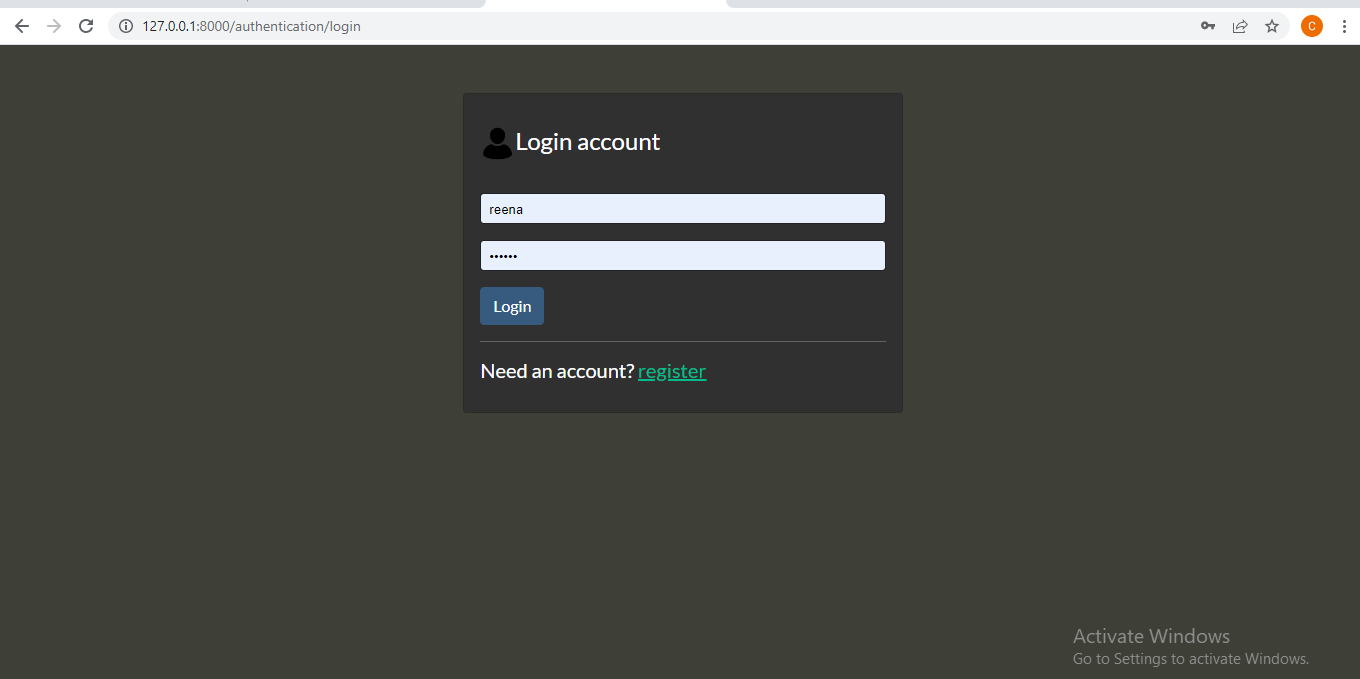 127.0.0.1:8000/authentication/login
C
Login account
reena
••••••
Login
Need an account? register
Activate Windows
Go to Settings to activate Windows.